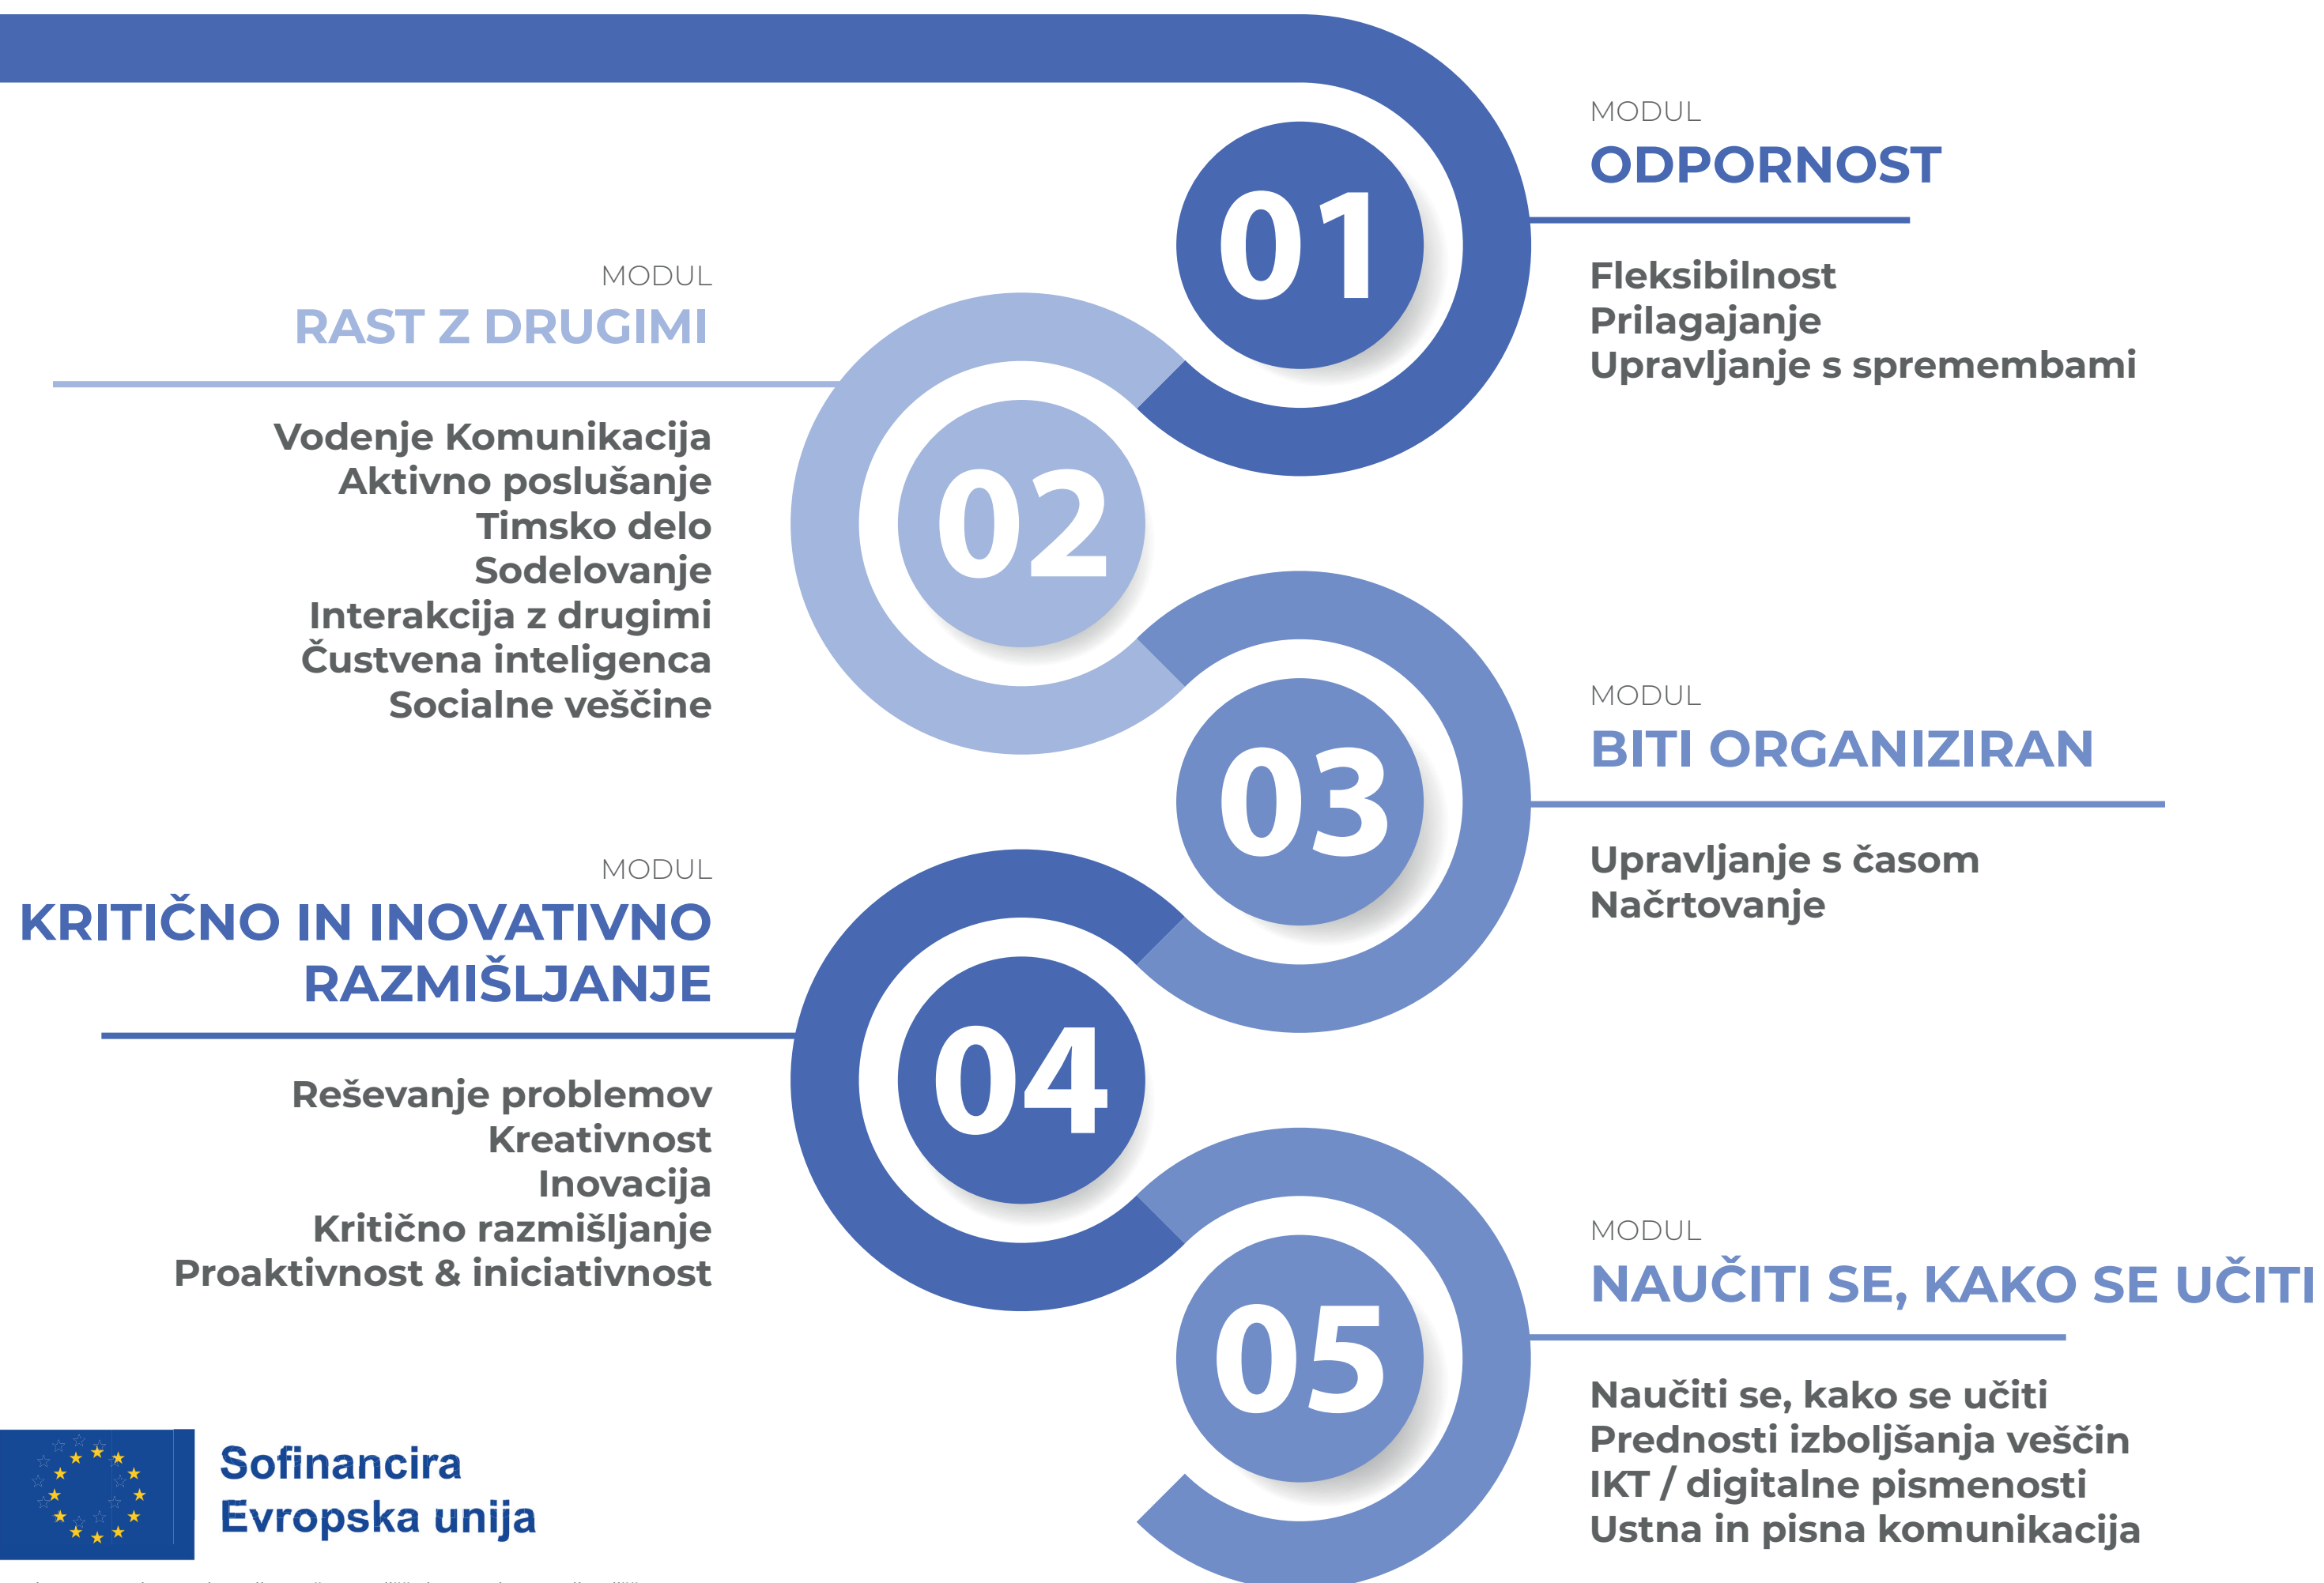 01
MODUL
ODPORNOST
Fleksibilnost
Prilagajanje
Upravljanje s spremembami
02
MODUL
RAST Z DRUGIMI
Vodenje Komunikacija
Aktivno poslušanje
Timsko delo
Sodelovanje
Interakcija z drugimi
Čustvena inteligenca
Socialne veščine
03
MODUL
BITI ORGANIZIRAN
Upravljanje s časom
Načrtovanje
04
MODUL
KRITIČNO IN INOVATIVNO
RAZMIŠLJANJE
Reševanje problemov
Kreativnost
Inovacija
Kritično razmišljanje
Proaktivnost & iniciativnost
05
MODUL
NAUČITI SE, KAKO SE UČITI
Naučiti se, kako se učiti
Prednosti izboljšanja veščin
IKT / digitalne pismenosti
Ustna in pisna komunikacija
Sofinancira
Evropska unija